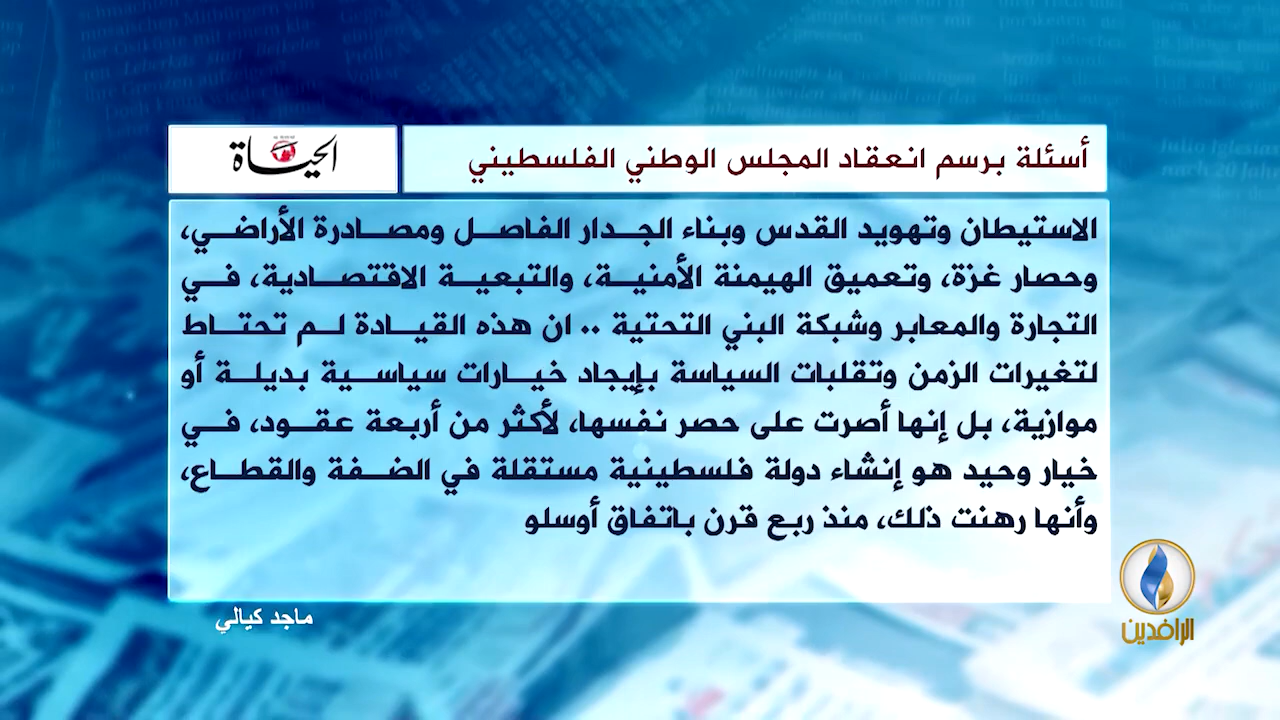 الحياة
أسئلة برسم انعقاد المجلس الوطني الفلسطيني
الاستيطان وتهويد القدس وبناء الجدار الفاصل ومصادرة الأراضي،
وحصار غزة، وتعميق الهيمنة الأمنية، والتبعية الاقتصادية، في
التجارة والمعابر وشبكة البني التحتية .. ان هذه القيادة لم تحتاط
لتغيرات الزمن وتقلبات السياسة بإيجاد خيارات سياسية بديلة أو
موازية، بل إنها أصرت على حصر نفسها، لأكثر من أربعة عقود، في
خيار وحيد هو إنشاء دولة فلسطينية مستقلة في الضفة والقطاع،
وأنها رهنت ذلك، منذ ربع قرن باتفاق أوسلو
ماجد كيالي
الرافدين